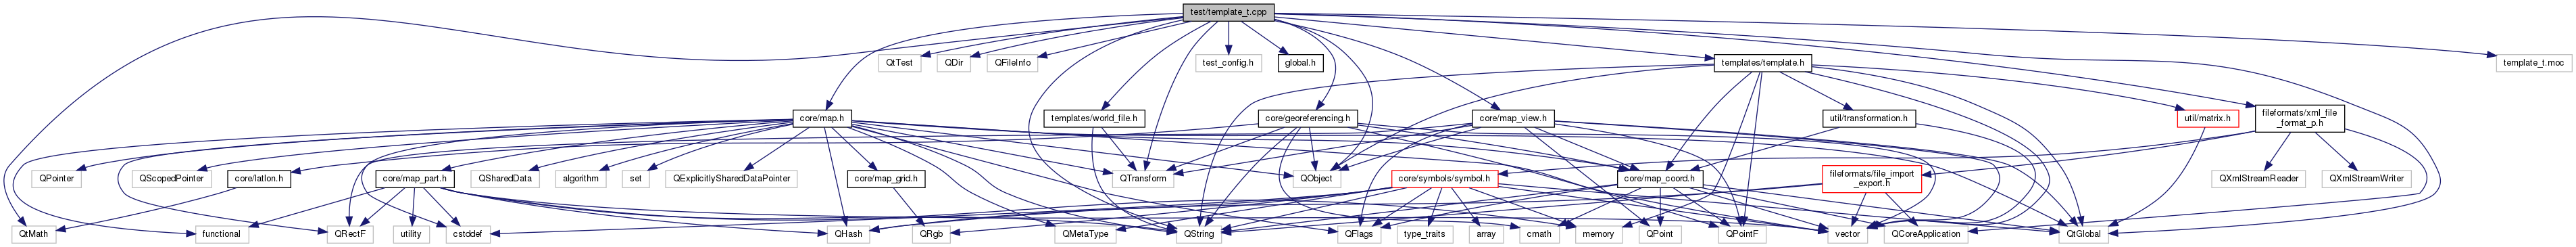 test/template_t.cpp
QtTest
QDir
QFileInfo
test_config.h
global.h
templates/template.h
template_t.moc
core/map.h
templates/world_file.h
core/georeferencing.h
core/map_view.h
util/transformation.h
util/matrix.h
fileformats/xml_file
_format_p.h
QPointer
QScopedPointer
core/latlon.h
core/map_part.h
QSharedData
algorithm
set
QExplicitlySharedDataPointer
core/map_grid.h
QTransform
QObject
core/symbols/symbol.h
core/map_coord.h
fileformats/file_import
_export.h
QXmlStreamReader
QXmlStreamWriter
QtMath
functional
QRectF
utility
cstddef
QHash
QRgb
QMetaType
QString
QFlags
type_traits
array
cmath
memory
QPoint
QPointF
vector
QCoreApplication
QtGlobal